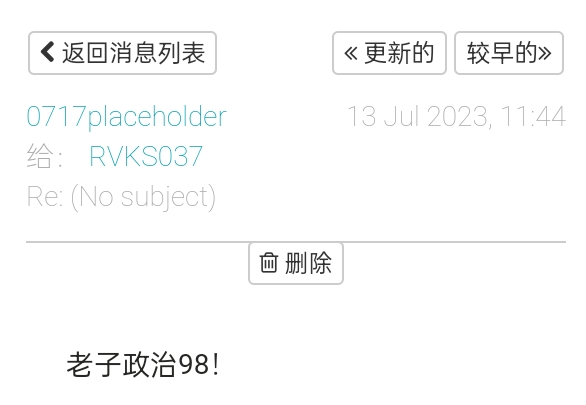 返回消息列表 « 更新的 较早的»
0717placeholder 13 Jul 2023, 11:44
给： RVKS037
Re: (No subject)
删除
老子政治98！